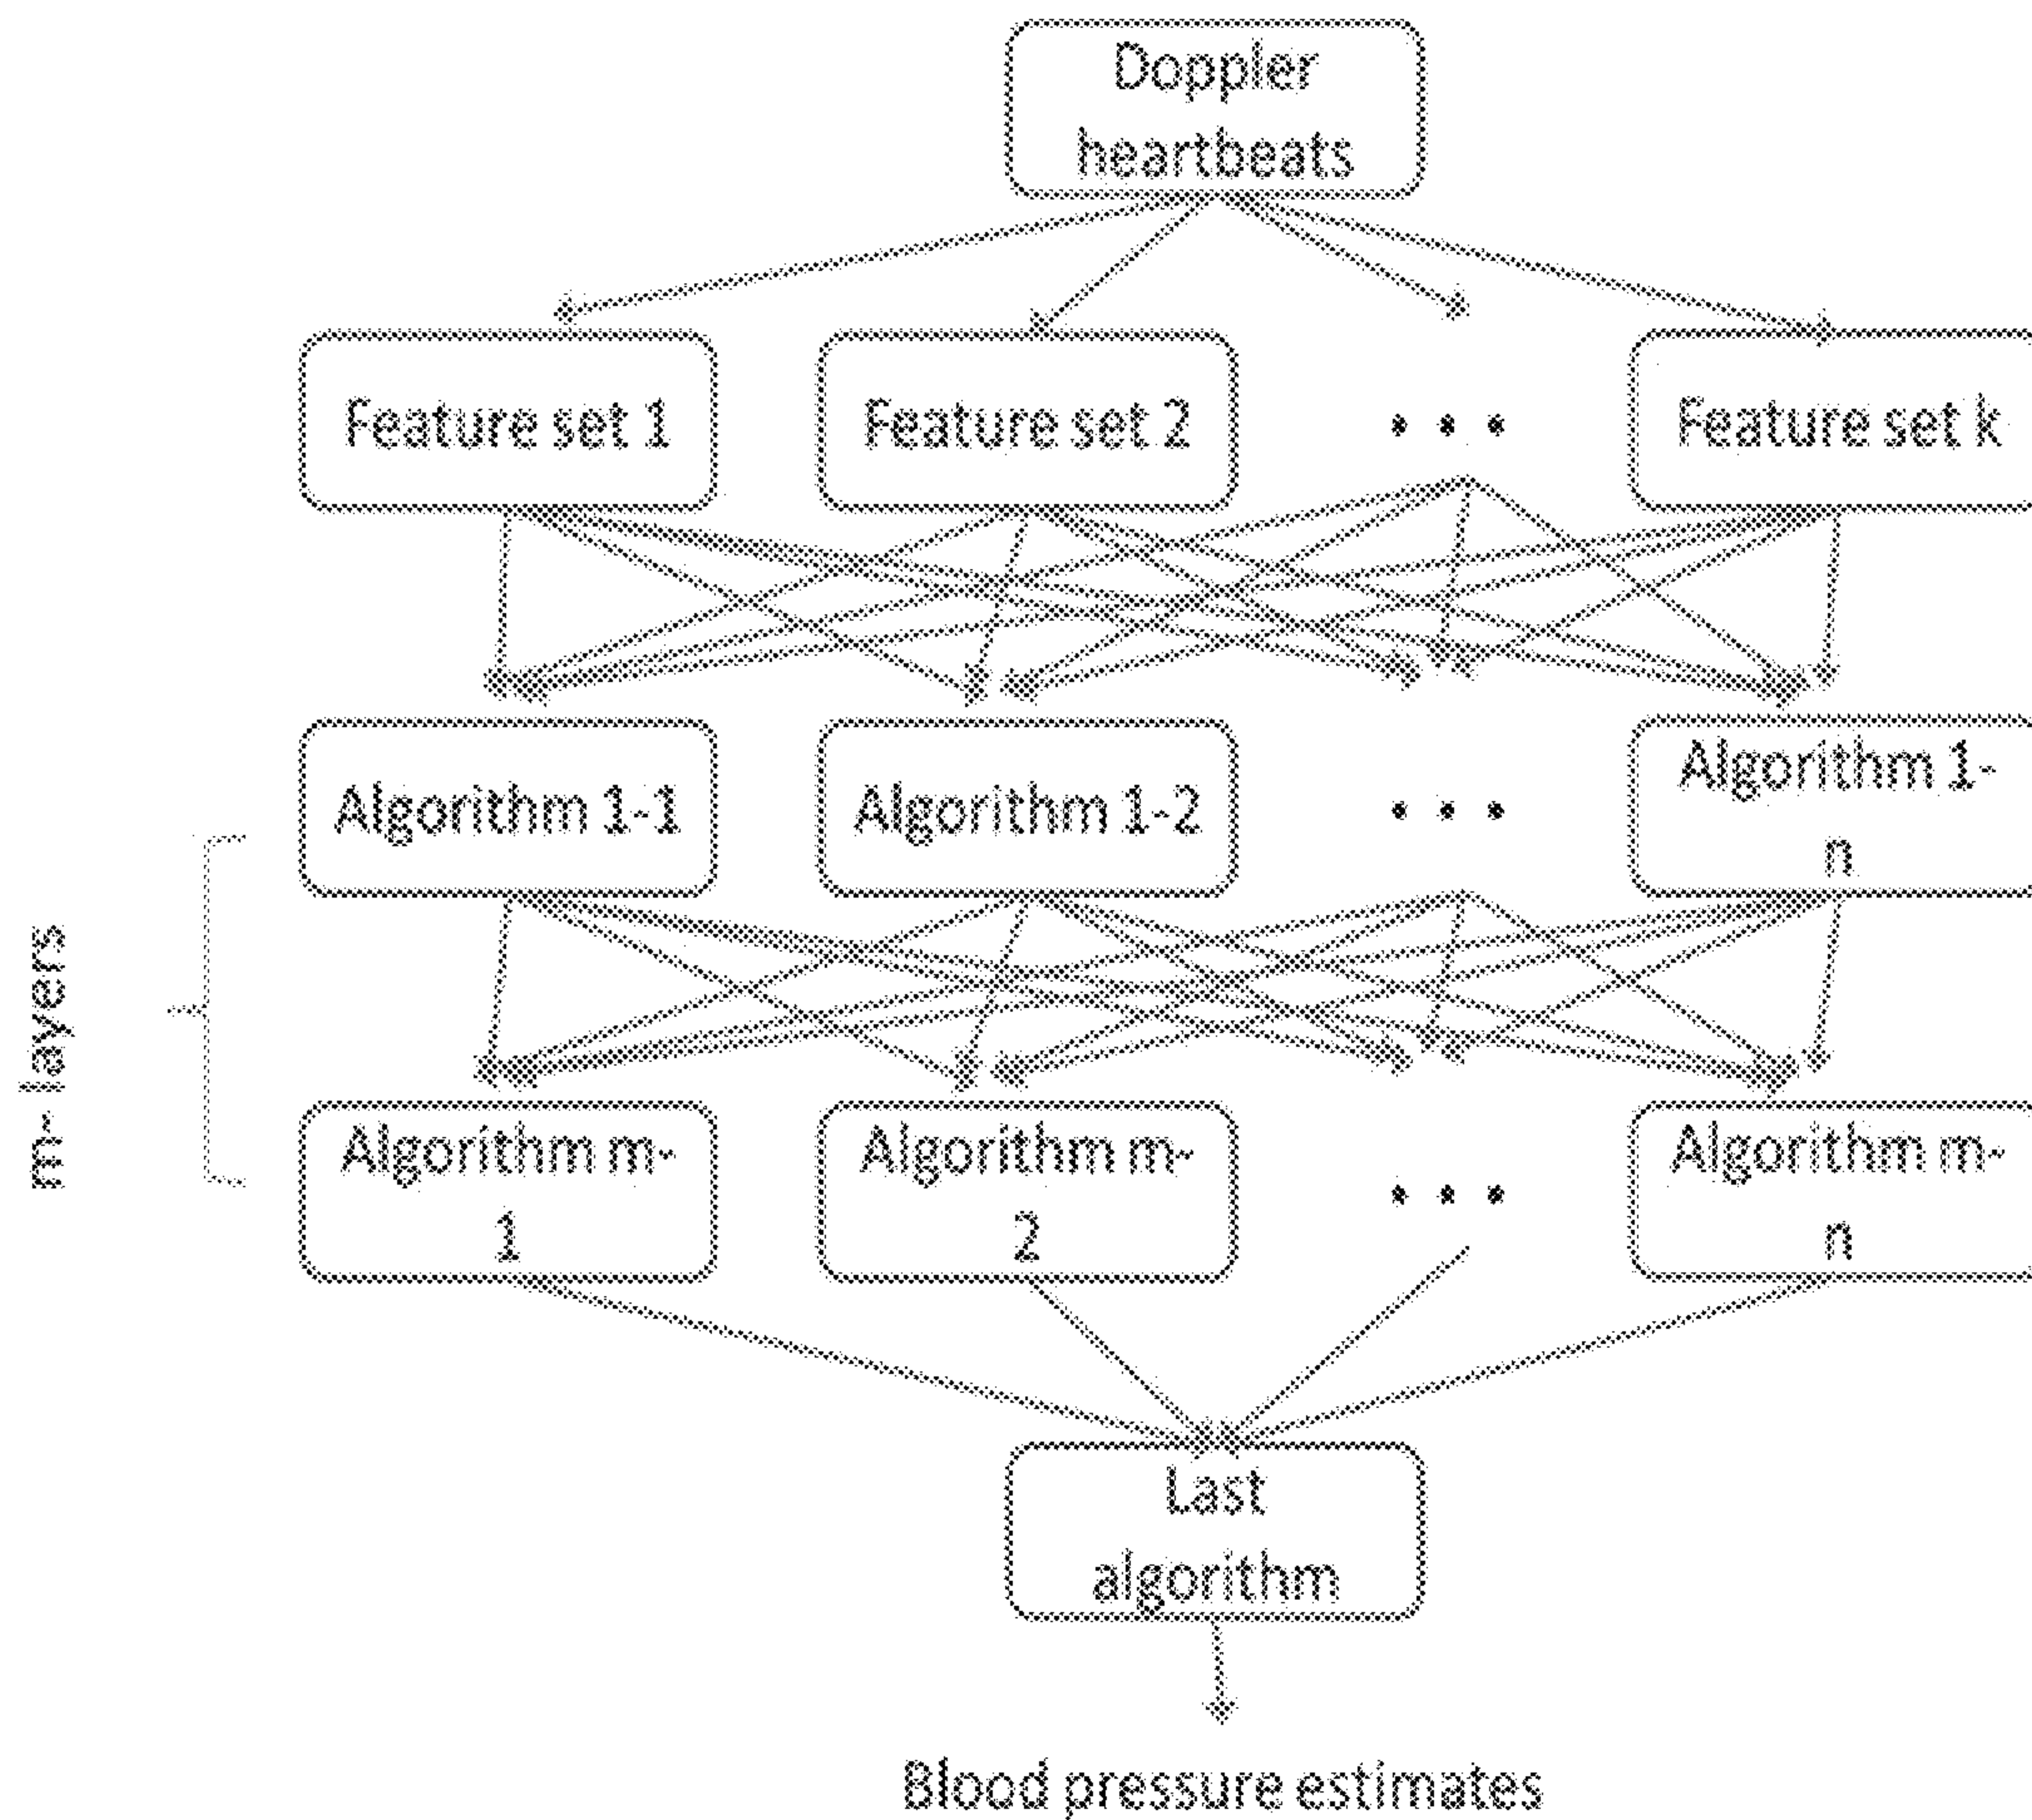 Doppler
heartbeats
Feature set 1
Feature set 2
• • •
Feature set k
Algorithm 1-1
Algorithm 1-2
• • •
Algorithm 1-
n
m- layers
Algorithm m-
1
Algorithm m-
2
• • •
Algorithm m-
n
Last
algorithm
Blood pressure estimates